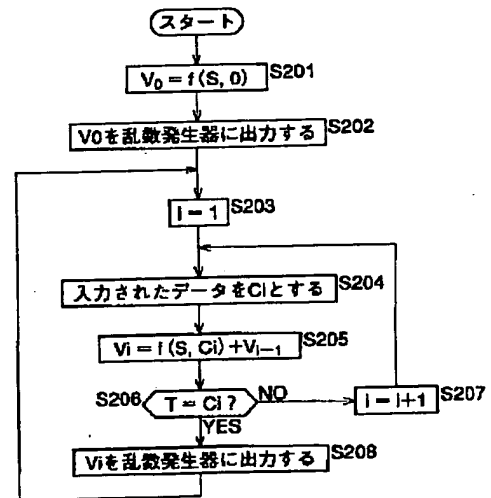 スタート
V₀ = f(S, 0) S201
V0を乱数発生器に出力する S202
i = 1 S203
入力されたデータをCiとする S204
Vi = f(S, Ci) + Vᵢ₋₁ S205
S206 T = Ci ? NO
i = i+1 S207
YES
Viを乱数発生器に出力する S208